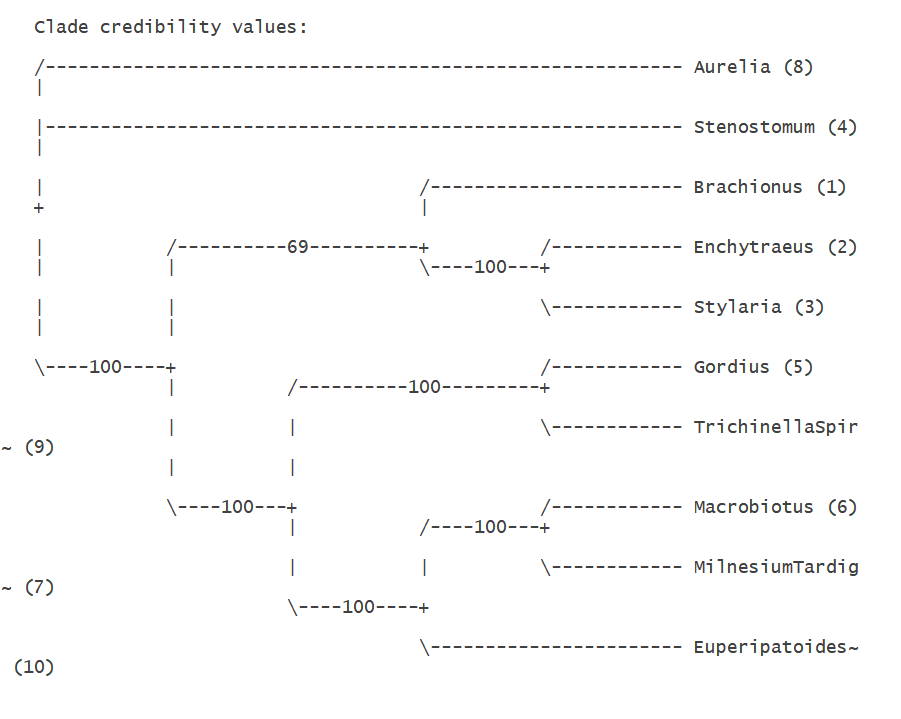 Clade credibility values:
/---------------------------------------------------------- Aurelia (8)
|
|---------------------------------------------------------- Stenostomum (4)
|
|                                  /----------------------- Brachionus (1)
+                                  |
|           /----------69----------+          /------------ Enchytraeus (2)
|           |                      \----100---+
|           |                                 \------------ Stylaria (3)
|           |
\----100----+                                 /------------ Gordius (5)
            |          /----------100---------+
            |          |                      \------------ TrichinellaSpir
~ (9)
            |          |
            \----100---+                      /------------ Macrobiotus (6)
                       |           /----100---+
                       |           |          \------------ MilnesiumTardig
~ (7)
                       \----100----+
                                   \----------------------- Euperipatoides~
 (10)